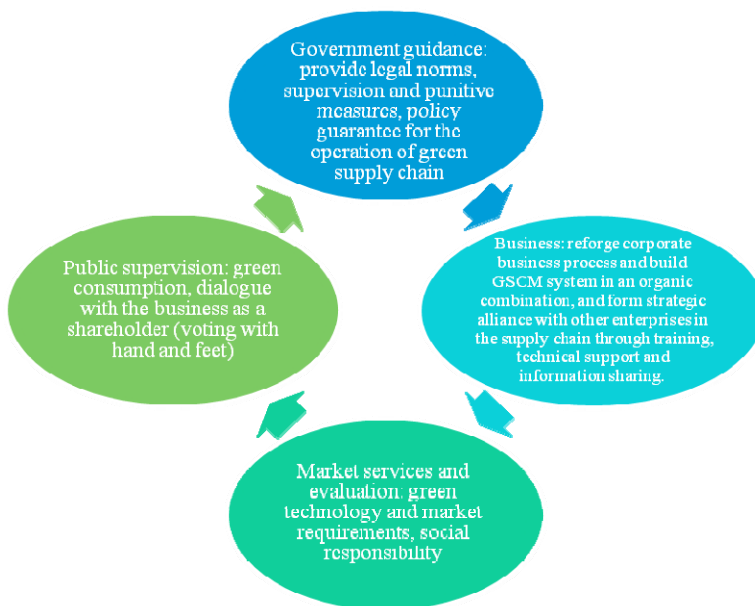 Government guidance:
provide legal norms,
supervision and punitive
measures, policy
guarantee for the
operation of green
supply chain
Business: reforge corporate
business process and build
GSCM system in an organic
combination, and form strategic
alliance with other enterprises in
the supply chain through training,
technical support and
information sharing.
Market services and
evaluation: green
technology and market
requirements, social
responsibility
Public supervision: green
consumption, dialogue
with the business as a
shareholder (voting with
hand and feet)